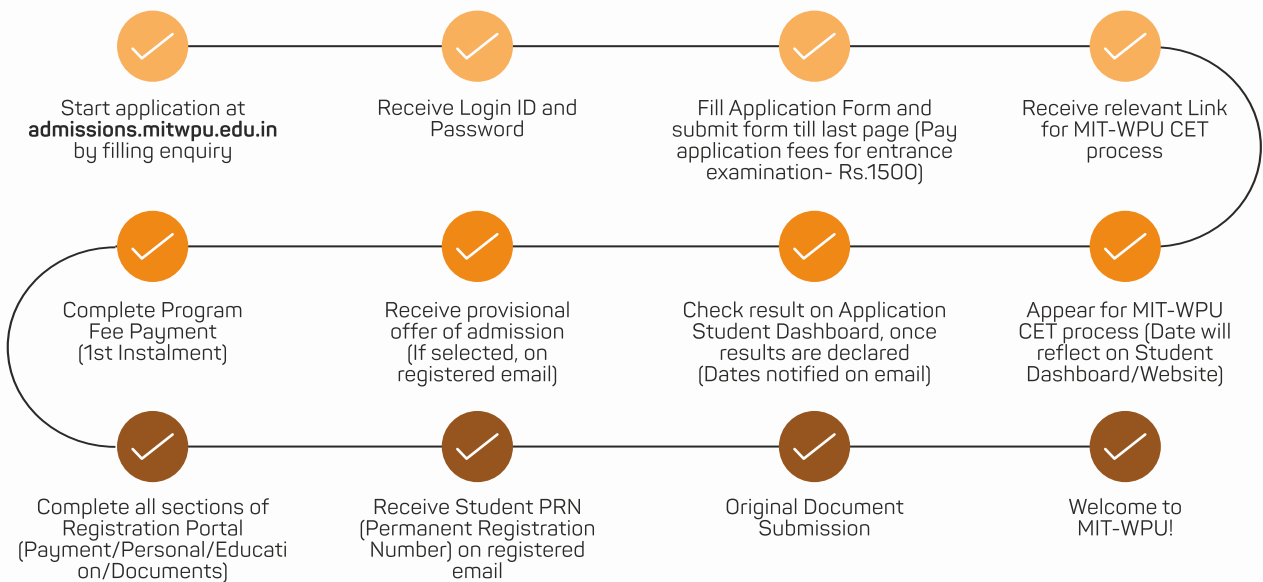 Start application at
admissions.mitwpu.edu.in
by filling enquiry
Receive Login ID and
Password
Fill Application Form and
submit form till last page (Pay
application fees for entrance
examination- Rs.1500)
Receive relevant Link
for MIT-WPU CET
process
Appear for MIT-WPU
CET process (Date will
reflect on Student
Dashboard/Website)
Check result on Application
Student Dashboard, once
results are declared
(Dates notified on email)
Receive provisional
offer of admission
(If selected, on
registered email)
Complete Program
Fee Payment
(1st Instalment)
Complete all sections of
Registration Portal
(Payment/Personal/Educati
on/Documents)
Receive Student PRN
(Permanent Registration
Number) on registered
email
Original Document
Submission
Welcome to
MIT-WPU!